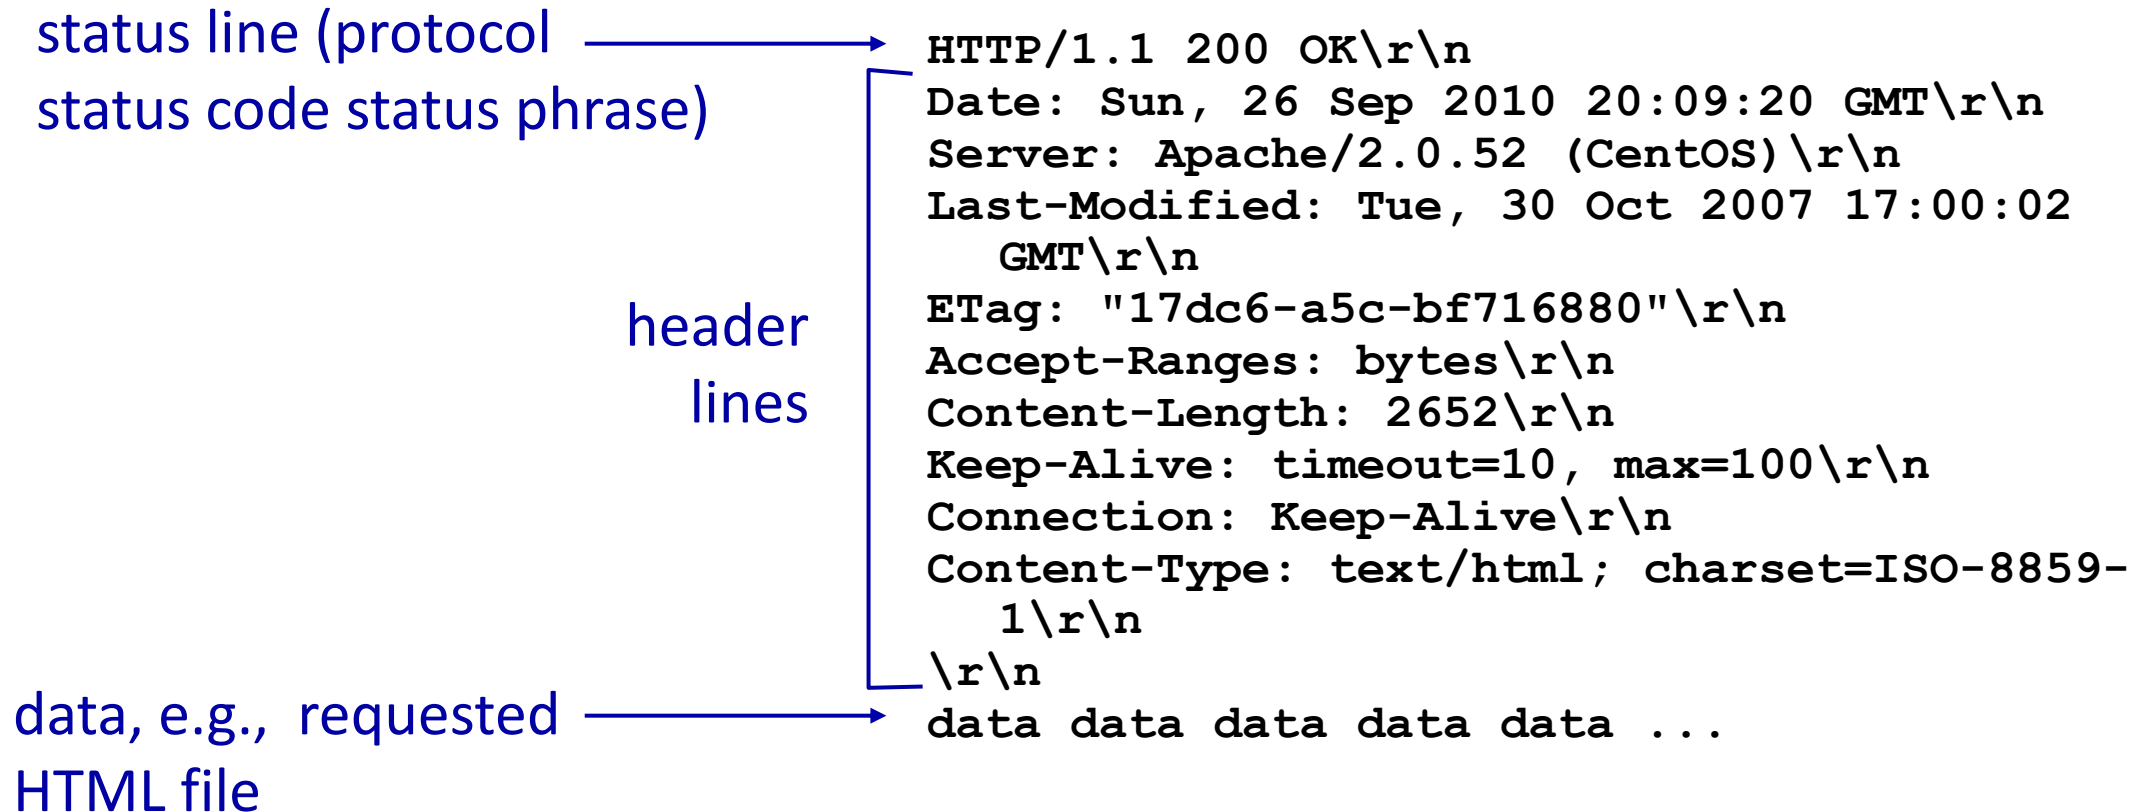 status line (protocol
status code status phrase)
HTTP/1.1 200 OK\r\n
Date: Sun, 26 Sep 2010 20:09:20 GMT\r\n
Server: Apache/2.0.52 (CentOS)\r\n
Last-Modified: Tue, 30 Oct 2007 17:00:02
GMT\r\n
ETag: "17dc6-a5c-bf716880"\r\n
header
lines
Accept-Ranges: bytes\r\n
Content-Length: 2652\r\n
Keep-Alive: timeout=10, max=100\r\n
Connection: Keep-Alive\r\n
Content-Type: text/html; charset=ISO-8859-
1\r\n
\r\n
data, e.g., requested
HTML file
data data data data data ...